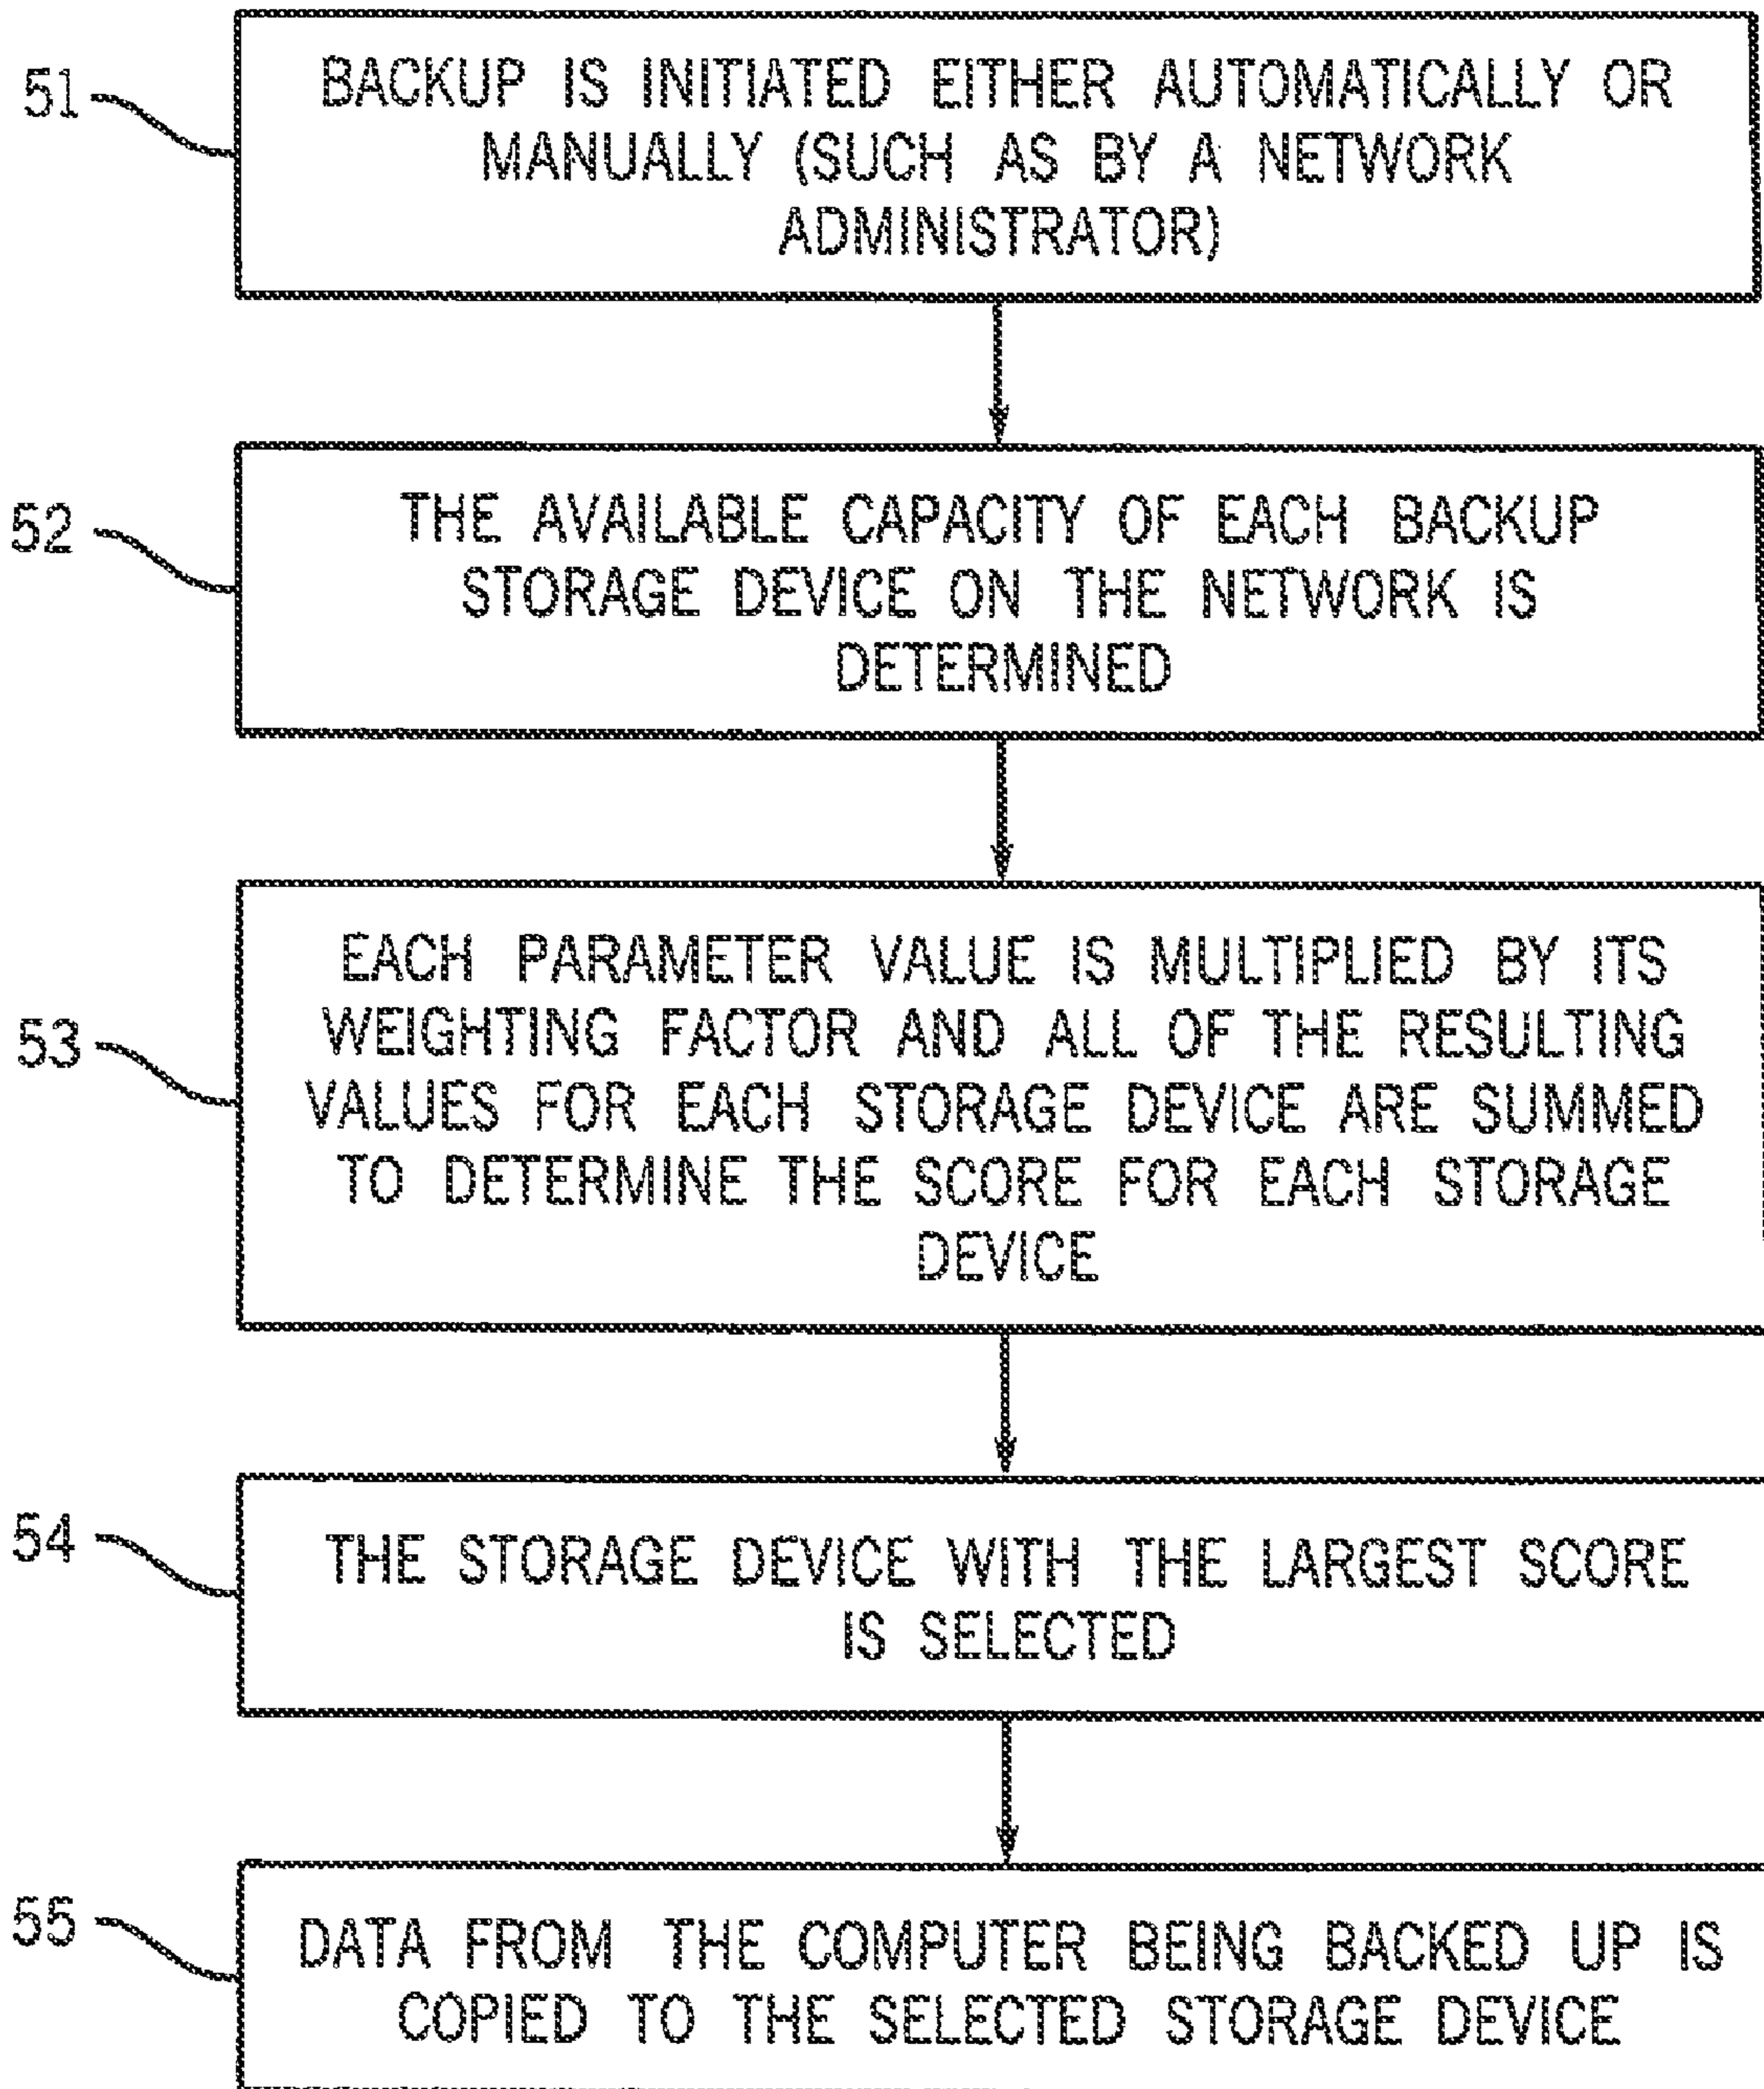 51
BACKUP IS INITIATED EITHER AUTOMATICALLY OR
MANUALLY (SUCH AS BY A NETWORK
ADMINISTRATOR)
52
THE AVAILABLE CAPACITY OF EACH BACKUP
STORAGE DEVICE ON THE NETWORK IS
DETERMINED
53
EACH PARAMETER VALUE IS MULTIPLIED BY ITS
WEIGHTING FACTOR AND ALL OF THE RESULTING
VALUES FOR EACH STORAGE DEVICE ARE SUMMED
TO DETERMINE THE SCORE FOR EACH STORAGE
DEVICE
54
THE STORAGE DEVICE WITH THE LARGEST SCORE
IS SELECTED
55
DATA FROM THE COMPUTER BEING BACKED UP IS
COPIED TO THE SELECTED STORAGE DEVICE